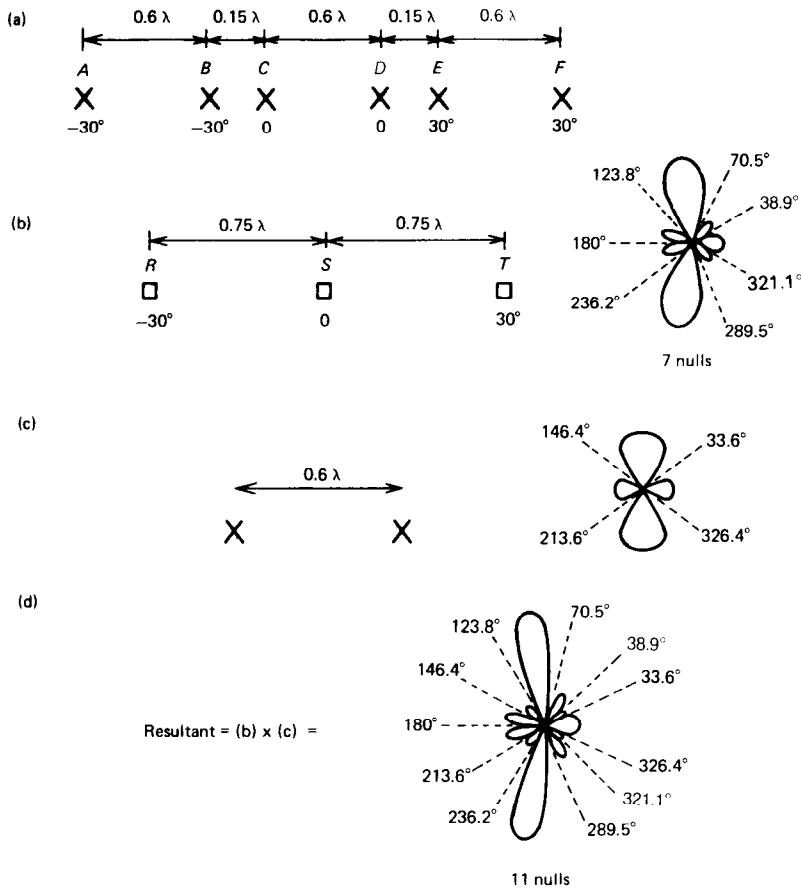 (a)
0.6 λ 0.15 λ 0.6 λ 0.15 λ 0.6 λ
A B C D E F
−30° −30° 0 0 30° 30°
(b)
0.75 λ 0.75 λ
R S T
−30° 0 30°
123.8° 70.5°
38.9°
180°
321.1°
236.2°
289.5°
7 nulls
(c)
0.6 λ
146.4° 33.6°
213.6° 326.4°
(d)
123.8° 70.5°
38.9°
146.4°
33.6°
Resultant = (b) x (c) =
180°
213.6° 326.4°
321.1°
236.2°
289.5°
11 nulls